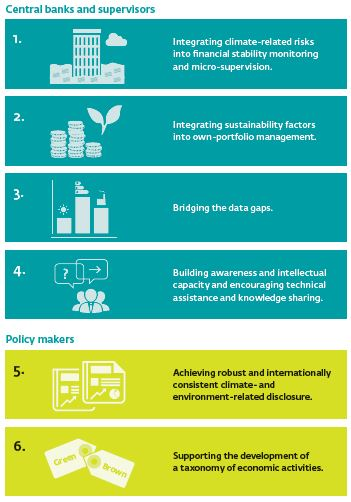 Central banks and supervisors
1.
Integrating climate-related risks
into financial stability monitoring
and micro-supervision.
2.
Integrating sustainability factors
into own-portfolio management.
3.
Bridging the data gaps.
4.
?
Building awareness and intellectual
capacity and encouraging technical
assistance and knowledge sharing.
Policy makers
5.
Achieving robust and internationally
consistent climate- and
environment-related disclosure.
6.
Green
Brown
Supporting the development of
a taxonomy of economic activities.